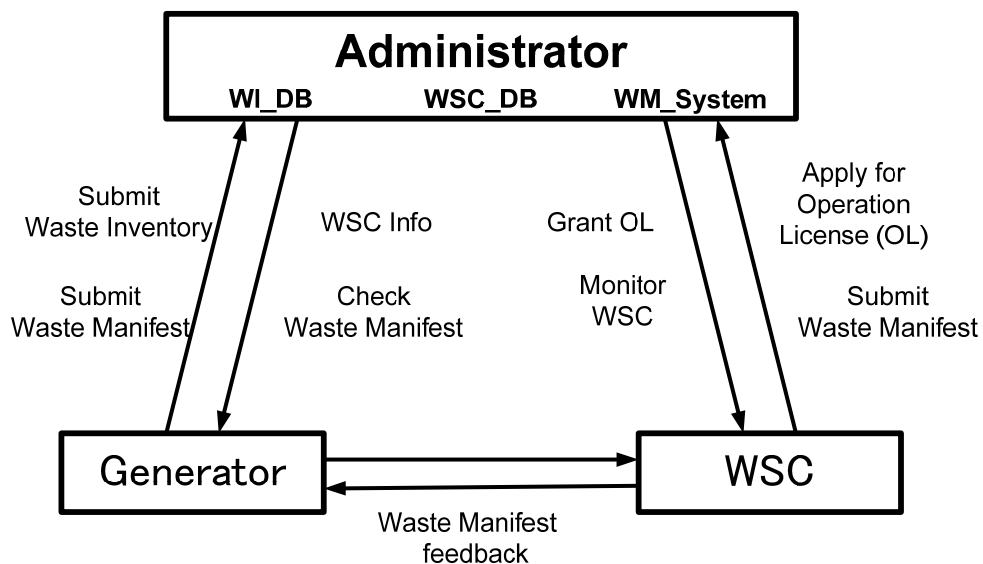 Administrator
WI_DB WSC_DB WM_System
Submit
Waste Inventory
WSC Info
Grant OL
Apply for
Operation
License (OL)
Submit
Waste Manifest
Check
Waste Manifest
Monitor
WSC
Submit
Waste Manifest
Generator
WSC
Waste Manifest
feedback